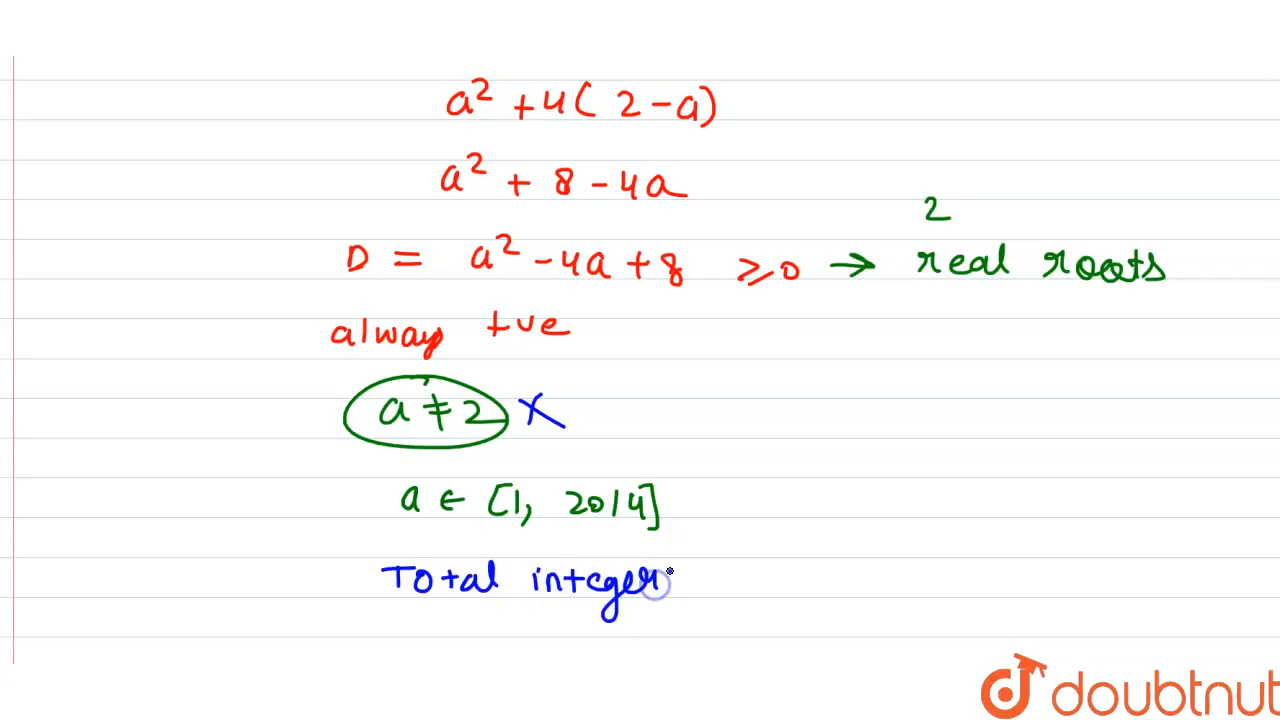 a² + 4(2 - a)
a² + 8 - 4a
2
D = a² - 4a + 8 ≥ 0 → real roots
alway +ve
a ≠ 2 ×
a ∈ [1, 2014]
Total integer
doubtnut